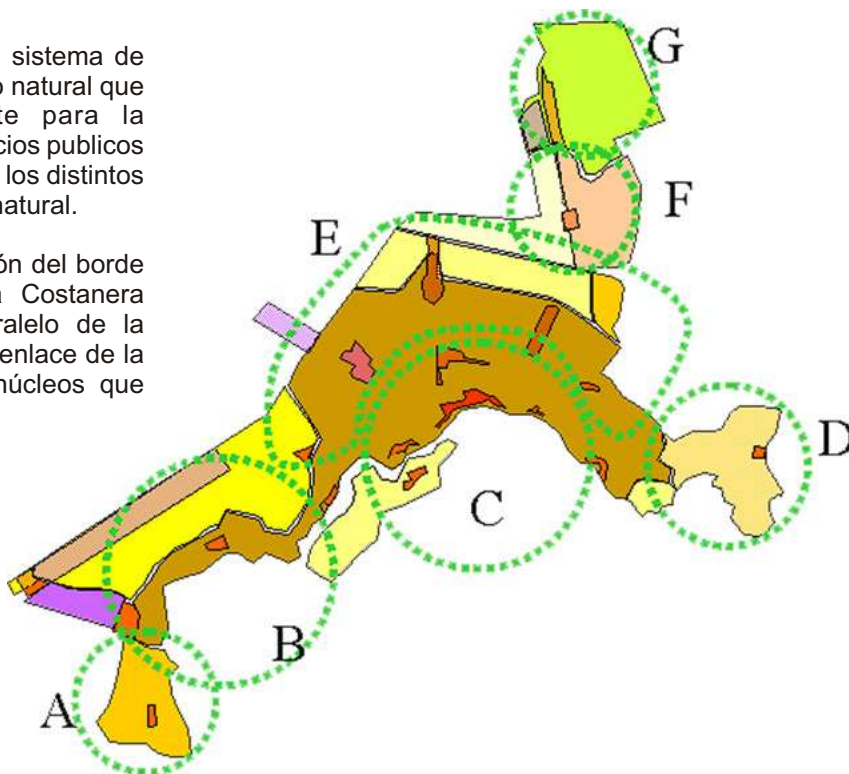 sistema de
natural que
te para la
cios publicos
los distintos
natural.
ón del borde
Costanera
ralelo de la
enlace de la
núcleos que
G
F
E
D
C
B
A